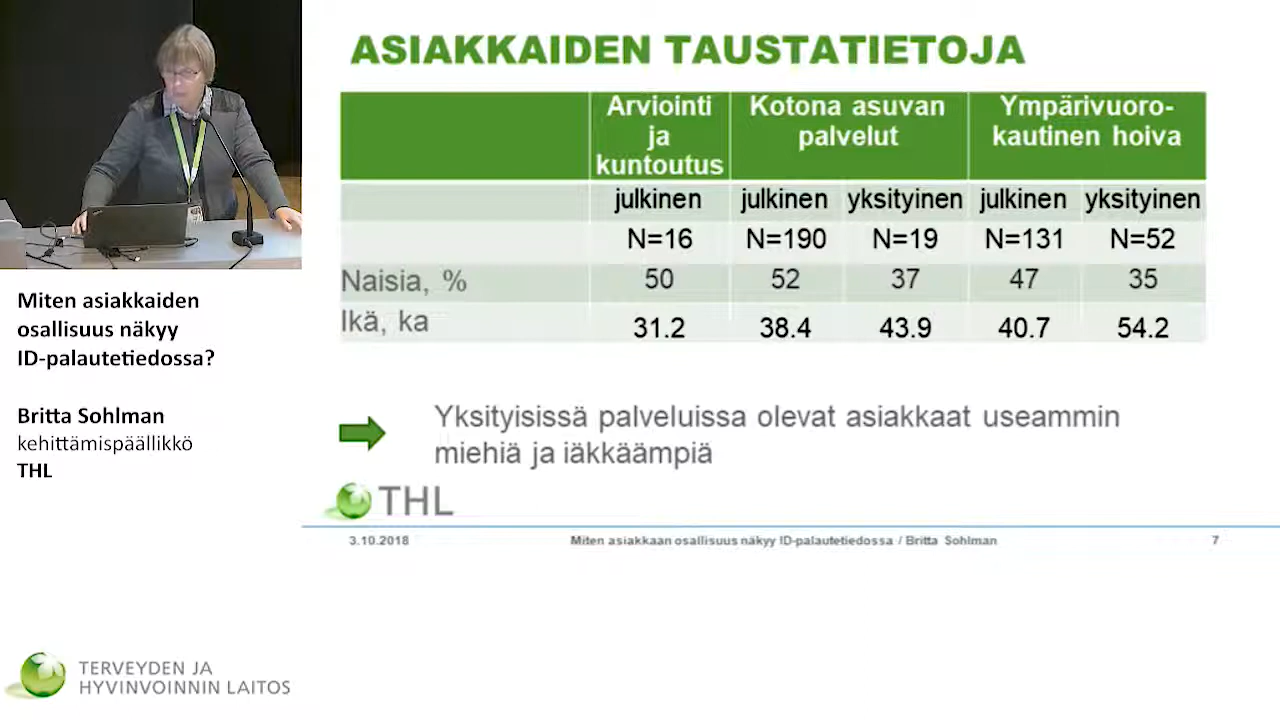 ASIAKKAIDEN TAUSTATIETOJA
Arviointi ja kuntoutus
Kotona asuvan palvelut
Ympärivuoro-kautinen hoiva
julkinen julkinen yksityinen julkinen yksityinen
N=16 N=190 N=19 N=131 N=52
Naisia, % 50 52 37 47 35
Ikä, ka 31.2 38.4 43.9 40.7 54.2
Yksityisissä palveluissa olevat asiakkaat useammin
miehiä ja iäkkäämpiä
THL
3.10.2018 Miten asiakkaan osallisuus näkyy ID-palautetiedossa / Britta Sohlman 7
Miten asiakkaiden
osallisuus näkyy
ID-palautetiedossa?
Britta Sohlman
kehittämispäällikkö
THL
TERVEYDEN JA
HYVINVOINNIN LAITOS